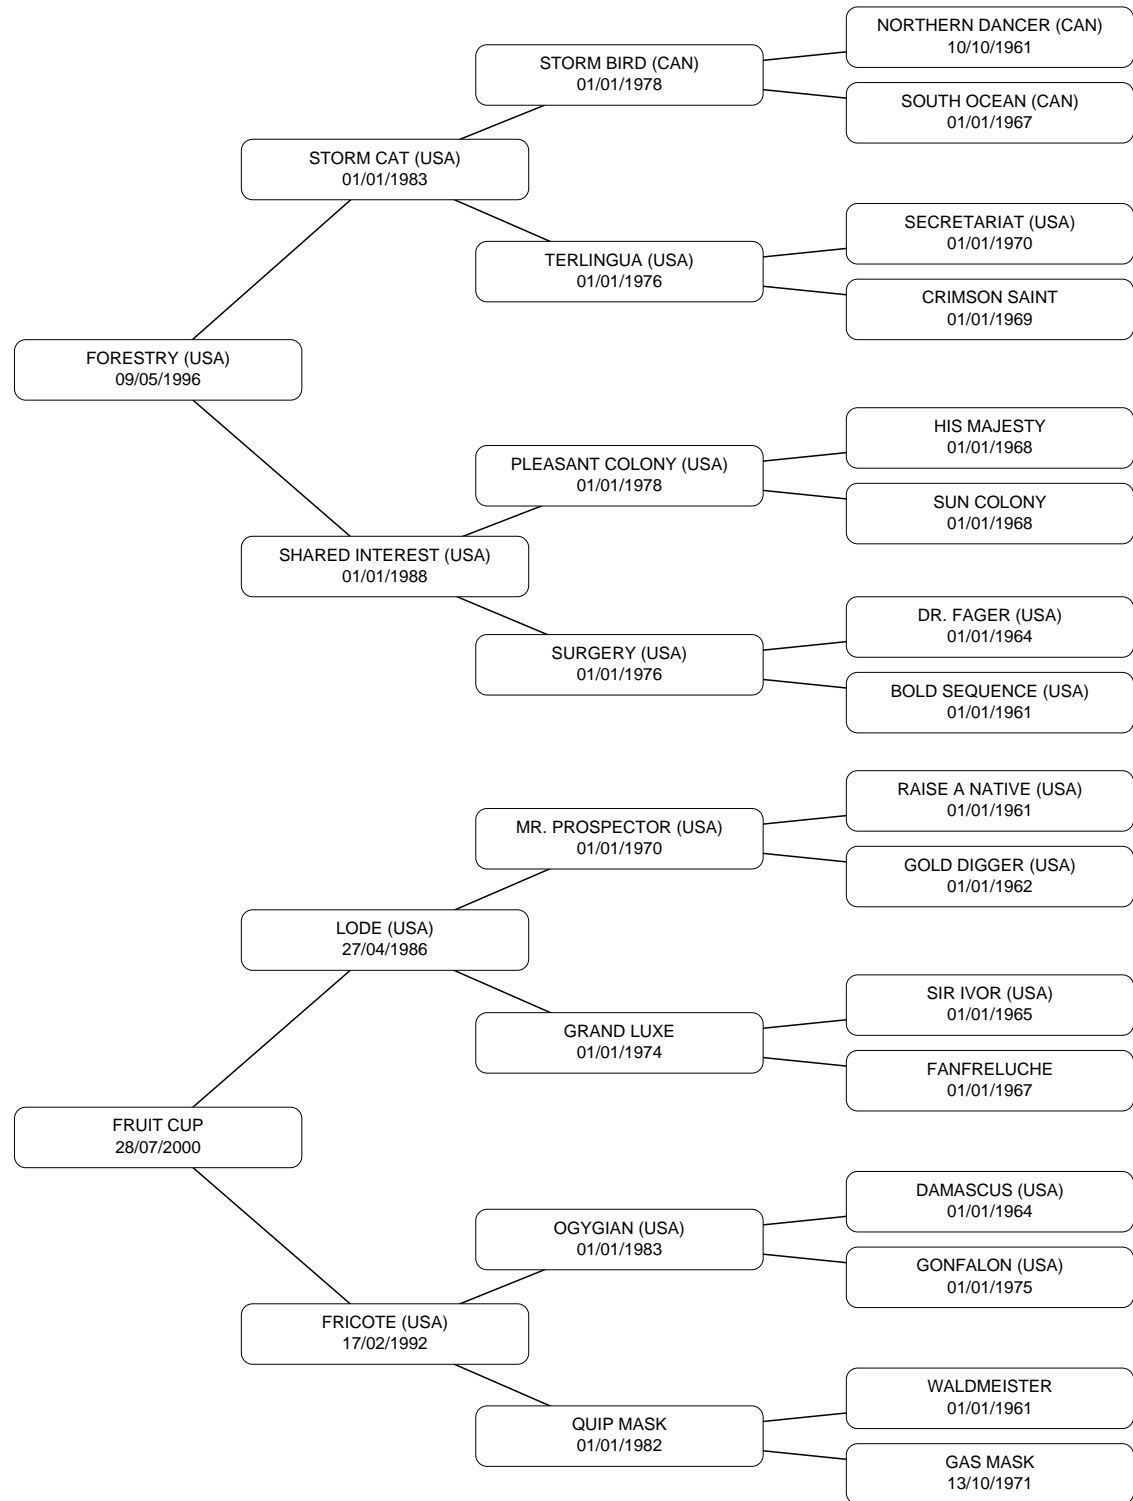 NORTHERN DANCER (CAN)
10/10/1961
STORM BIRD (CAN)
01/01/1978
SOUTH OCEAN (CAN)
01/01/1967
STORM CAT (USA)
01/01/1983
SECRETARIAT (USA)
01/01/1970
TERLINGUA (USA)
01/01/1976
CRIMSON SAINT
01/01/1969
FORESTRY (USA)
09/05/1996
HIS MAJESTY
01/01/1968
PLEASANT COLONY (USA)
01/01/1978
SUN COLONY
01/01/1968
SHARED INTEREST (USA)
01/01/1988
DR. FAGER (USA)
01/01/1964
SURGERY (USA)
01/01/1976
BOLD SEQUENCE (USA)
01/01/1961
RAISE A NATIVE (USA)
01/01/1961
MR. PROSPECTOR (USA)
01/01/1970
GOLD DIGGER (USA)
01/01/1962
LODE (USA)
27/04/1986
SIR IVOR (USA)
01/01/1965
GRAND LUXE
01/01/1974
FANFRELUCHE
01/01/1967
FRUIT CUP
28/07/2000
DAMASCUS (USA)
01/01/1964
OGYGIAN (USA)
01/01/1983
GONFALON (USA)
01/01/1975
FRICOTE (USA)
17/02/1992
WALDMEISTER
01/01/1961
QUIP MASK
01/01/1982
GAS MASK
13/10/1971